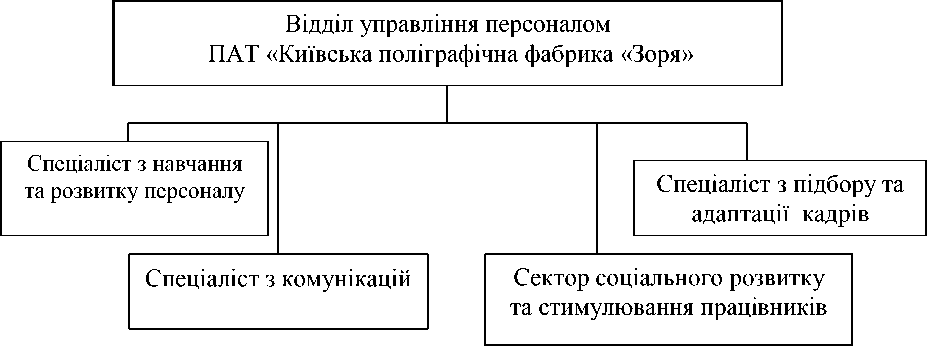 Відділ управління персоналом
ПАТ «Київська поліграфічна фабрика «Зоря»
Спеціаліст з навчання
та розвитку персоналу
Спеціаліст з підбору та
адаптації кадрів
Спеціаліст з комунікацій
Сектор соціального розвитку
та стимулювання працівників